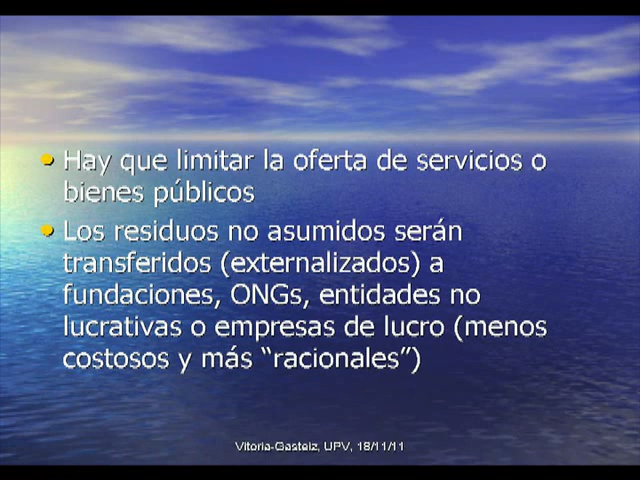 Hay que limitar la oferta de servicios o
bienes públicos
Los residuos no asumidos serán
transferidos (externalizados) a
fundaciones, ONGs, entidades no
lucrativas o empresas de lucro (menos
costosos y más “racionales”)
Vitoria-Gasteiz, UPV, 18/11/11